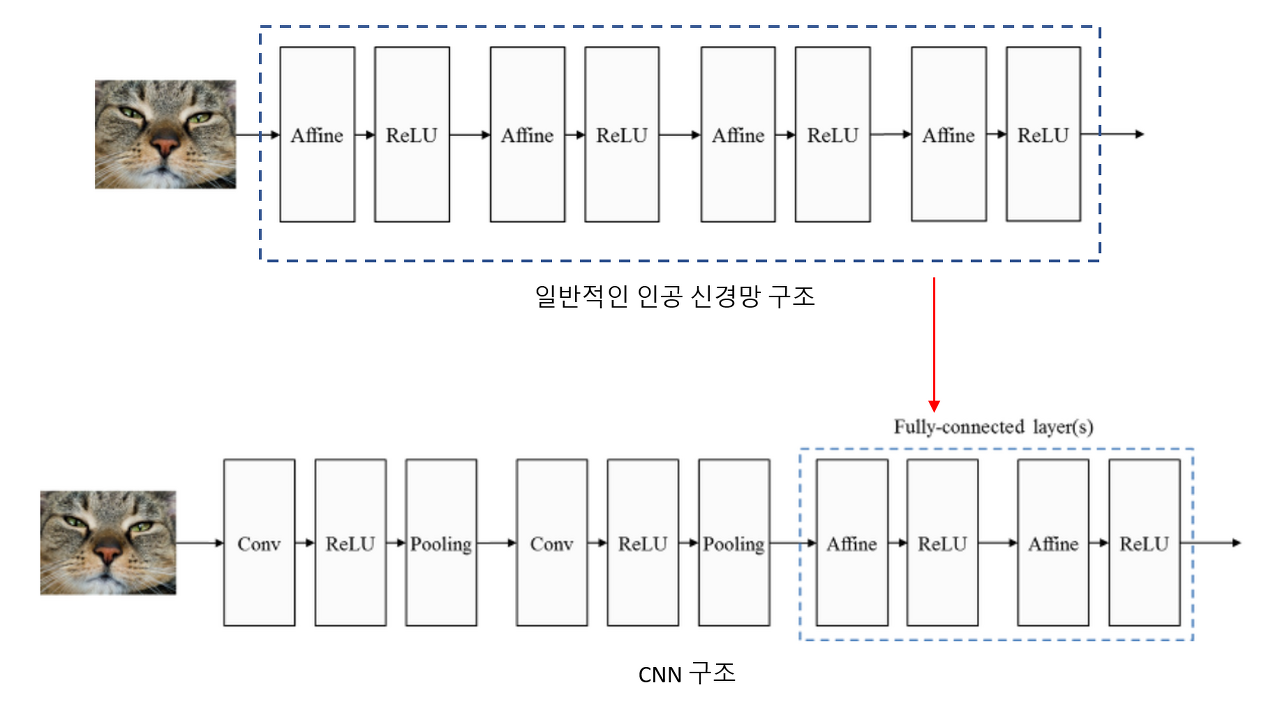 Affine ReLU Affine ReLU Affine ReLU Affine ReLU
일반적인 인공 신경망 구조
Fully-connected layer(s)
Conv ReLU Pooling Conv ReLU Pooling Affine ReLU Affine ReLU
CNN 구조